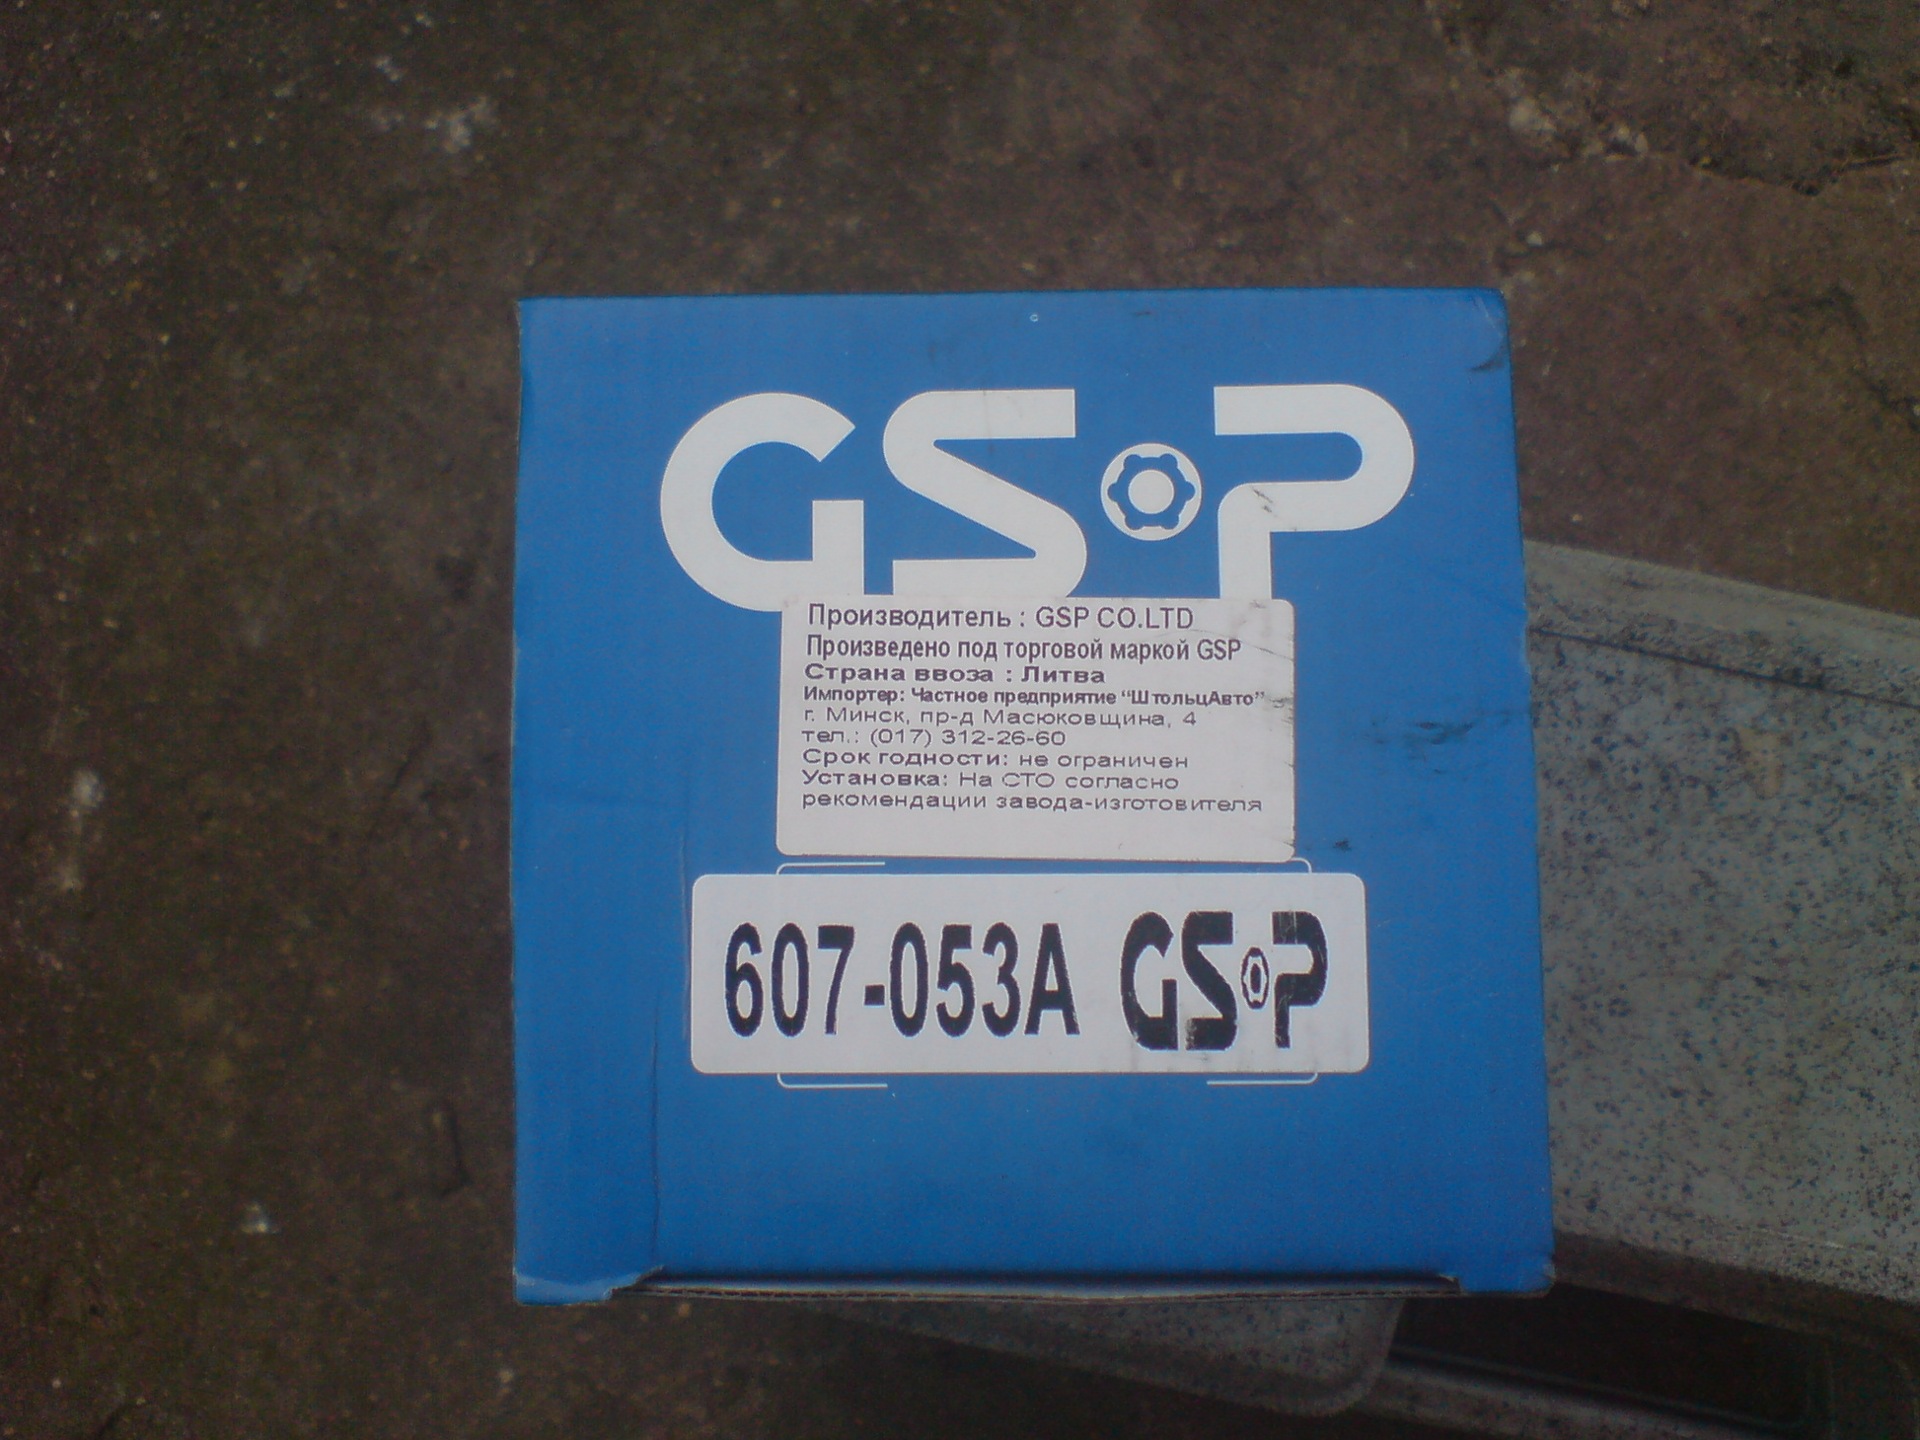 GSP
Производитель : GSP CO.LTD
Произведено под торговой маркой GSP
Страна ввоза : Литва
Импортер: Частное предприятие “ШтольцАвто”
г. Минск, пр-д Масюковщина, 4
тел.: (017) 312-26-60
Срок годности: не ограничен
Установка: На СТО согласно
рекомендации завода-изготовителя
607-053A GSP